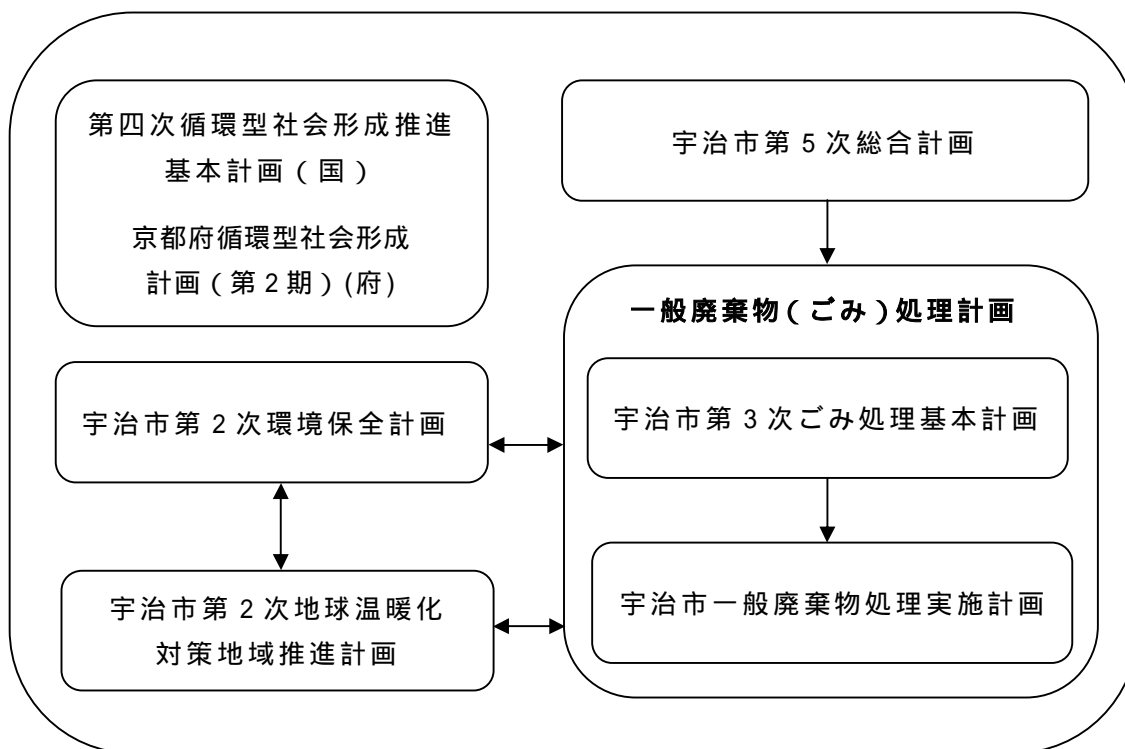 第四次循環型社会形成推進
基本計画（国）
京都府循環型社会形成
計画（第２期）(府)
宇治市第５次総合計画
一般廃棄物（ごみ）処理計画
宇治市第２次環境保全計画
宇治市第３次ごみ処理基本計画
宇治市第２次地球温暖化
対策地域推進計画
宇治市一般廃棄物処理実施計画